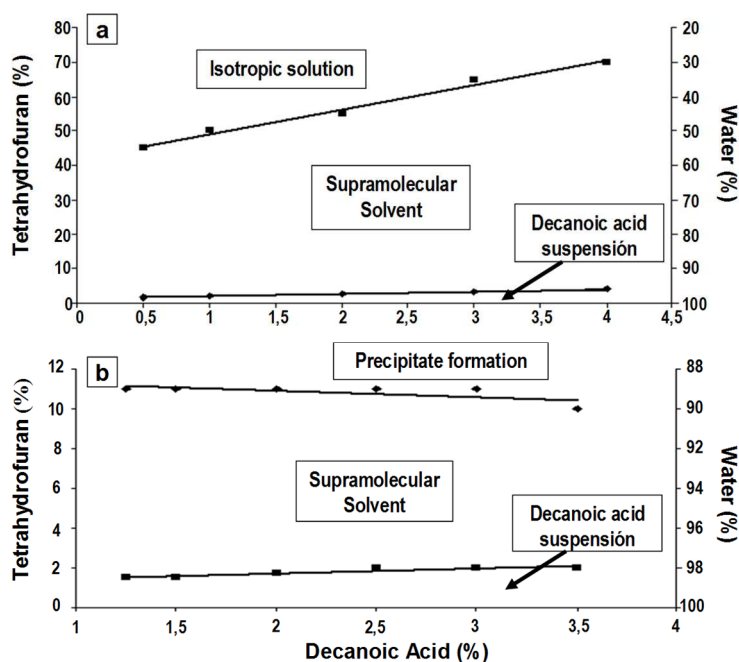 a
Tetrahydrofuran (%)
80
70
60
50
40
30
20
10
0
Isotropic solution
Supramolecular
Solvent
Decanoic acid
suspensión
20
30
40
50
60
70
80
90
100
Water (%)
0,5
1
1,5
2
2,5
3
3,5
4
4,5
b
Tetrahydrofuran (%)
12
10
8
6
4
2
0
Precipitate formation
Supramolecular
Solvent
Decanoic acid
suspensión
88
90
92
94
96
98
100
Water (%)
1
1,5
2
2,5
3
3,5
4
Decanoic Acid (%)